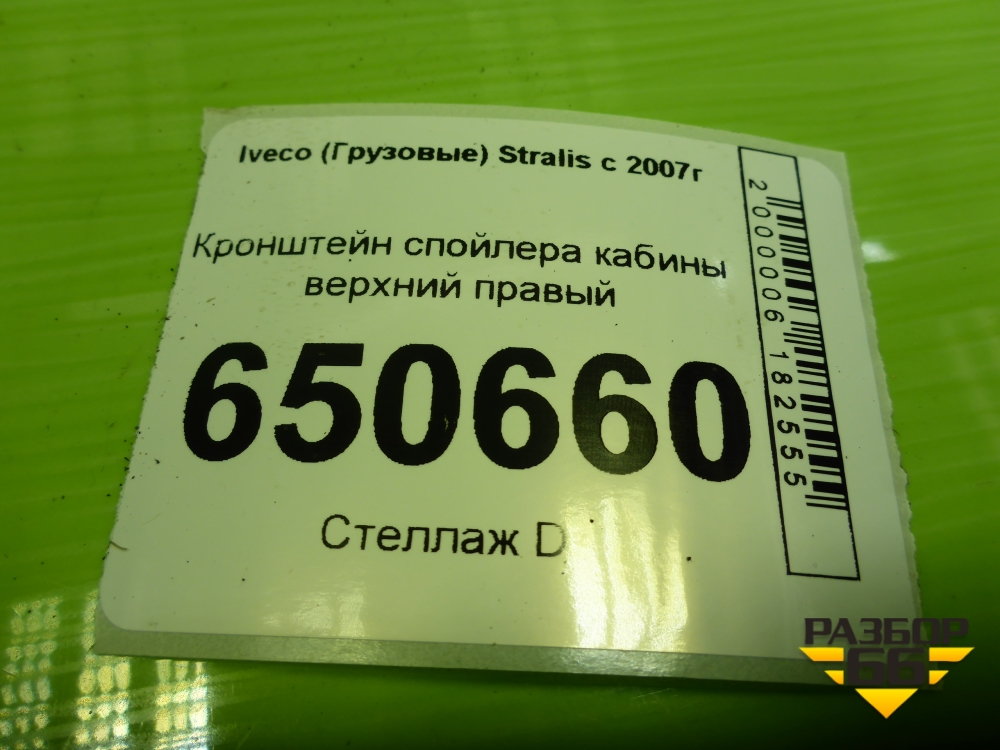 Iveco (Грузовые) Stralis с 2007г
Кронштейн спойлера кабины
верхний правый
650660
Стеллаж D
2000006182555
РАЗБОР
66